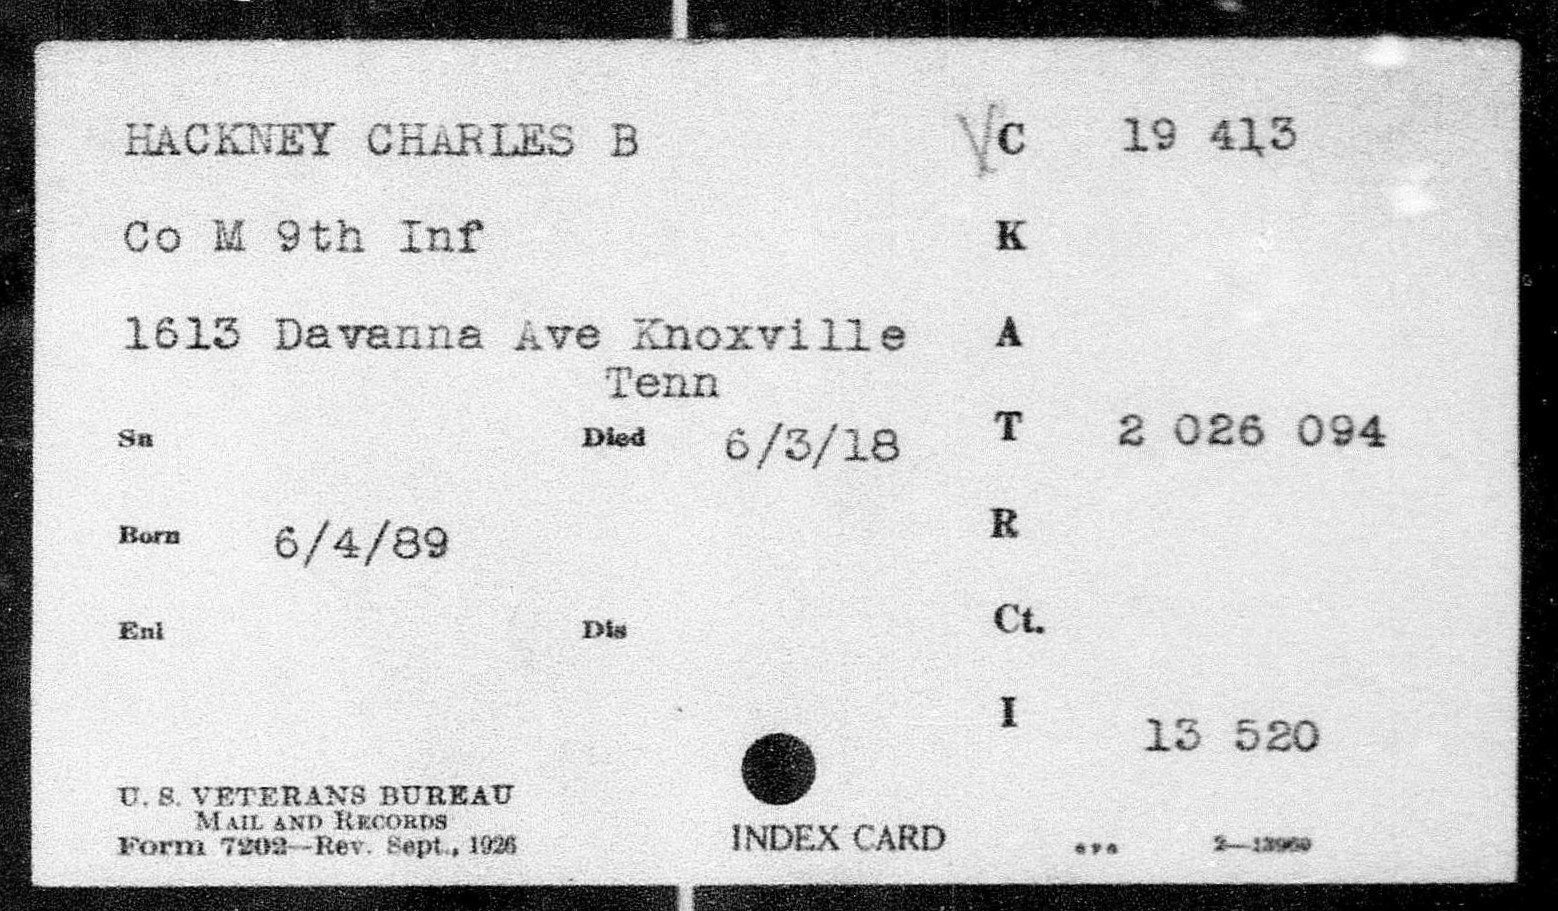 HACKNEY CHARLES B
C 19 413
Co M 9th Inf
K
1613 Davanna Ave Knoxville
Tenn
A
Sn
Died 6/3/18
T 2 026 094
Born 6/4/89
R
Enl
Dis
Ct.
I 13 520
U. S. VETERANS BUREAU
MAIL AND RECORDS
Form 7202—Rev. Sept., 1926
INDEX CARD